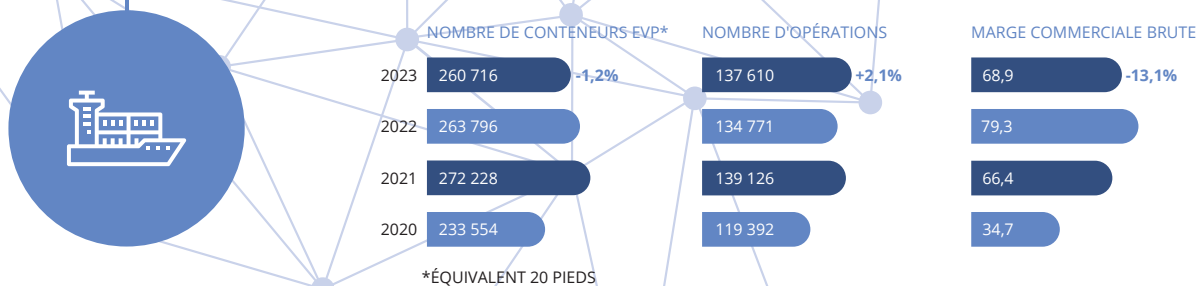 NOMBRE DE CONTENEURS EVP* NOMBRE D'OPÉRATIONS MARGE COMMERCIALE BRUTE
2023 260 716 -1,2% 137 610 +2,1% 68,9 -13,1%
2022 263 796 134 771 79,3
2021 272 228 139 126 66,4
2020 233 554 119 392 34,7
*ÉQUIVALENT 20 PIEDS